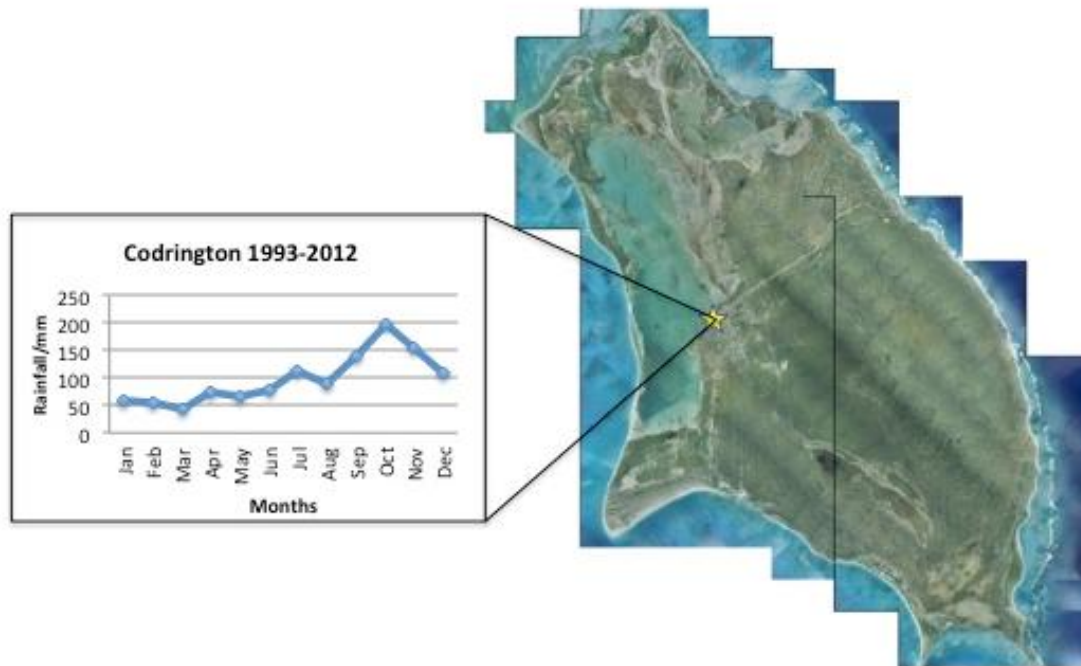 Codrington 1993-2012
Rainfall/mm
250
200
150
100
50
0
Jan
Feb
Mar
Apr
May
Jun
Jul
Aug
Sep
Oct
Nov
Dec
Months